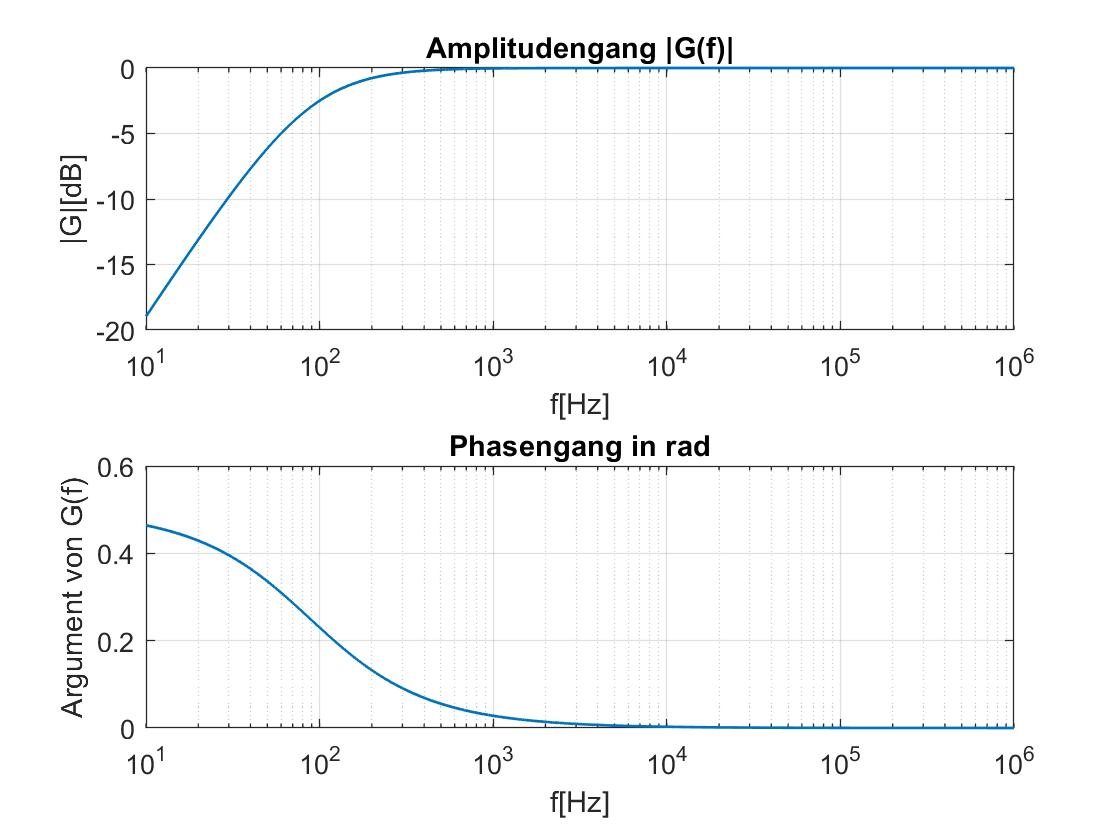 Amplitudengang |G(f)|
|G|[dB]
0
-5
-10
-15
-20
10^1 10^2 10^3 10^4 10^5 10^6
f[Hz]
Phasengang in rad
Argument von G(f)
0.6
0.4
0.2
0
10^1 10^2 10^3 10^4 10^5 10^6
f[Hz]